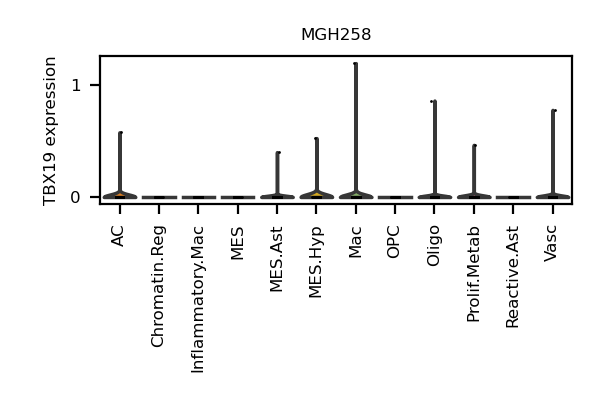 MGH258
TBX19 expression
1
0
AC
Chromatin.Reg
Inflammatory.Mac
MES
MES.Ast
MES.Hyp
Mac
OPC
Oligo
Prolif.Metab
Reactive.Ast
Vasc